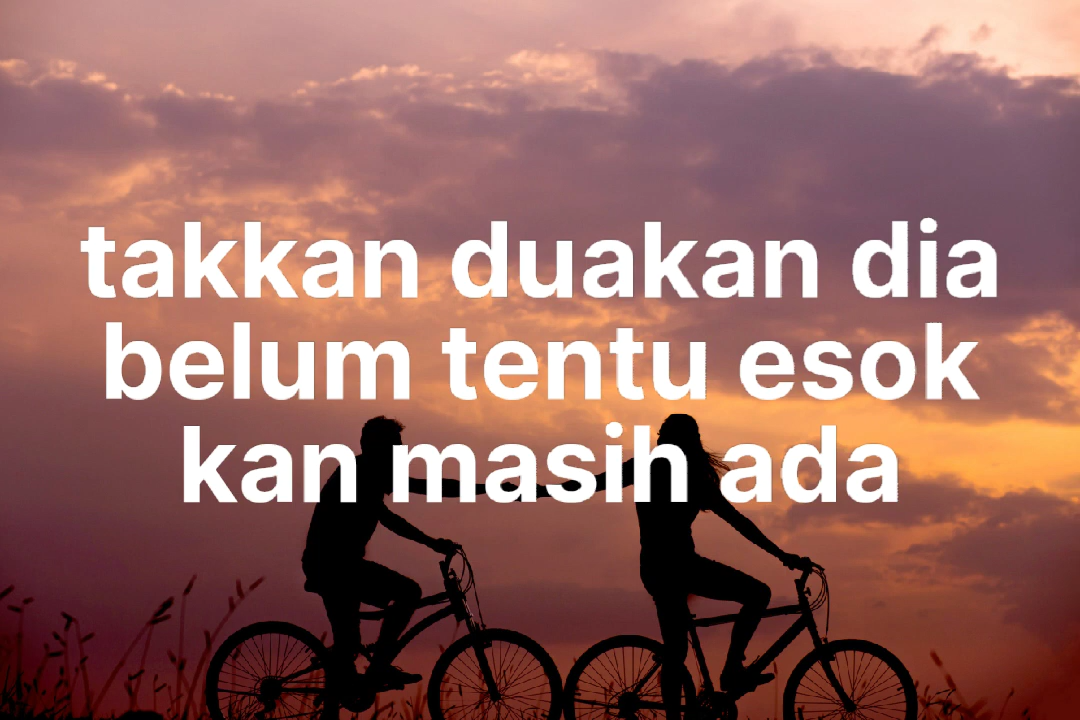 takkan duakan dia
belum tentu esok
kan masih ada